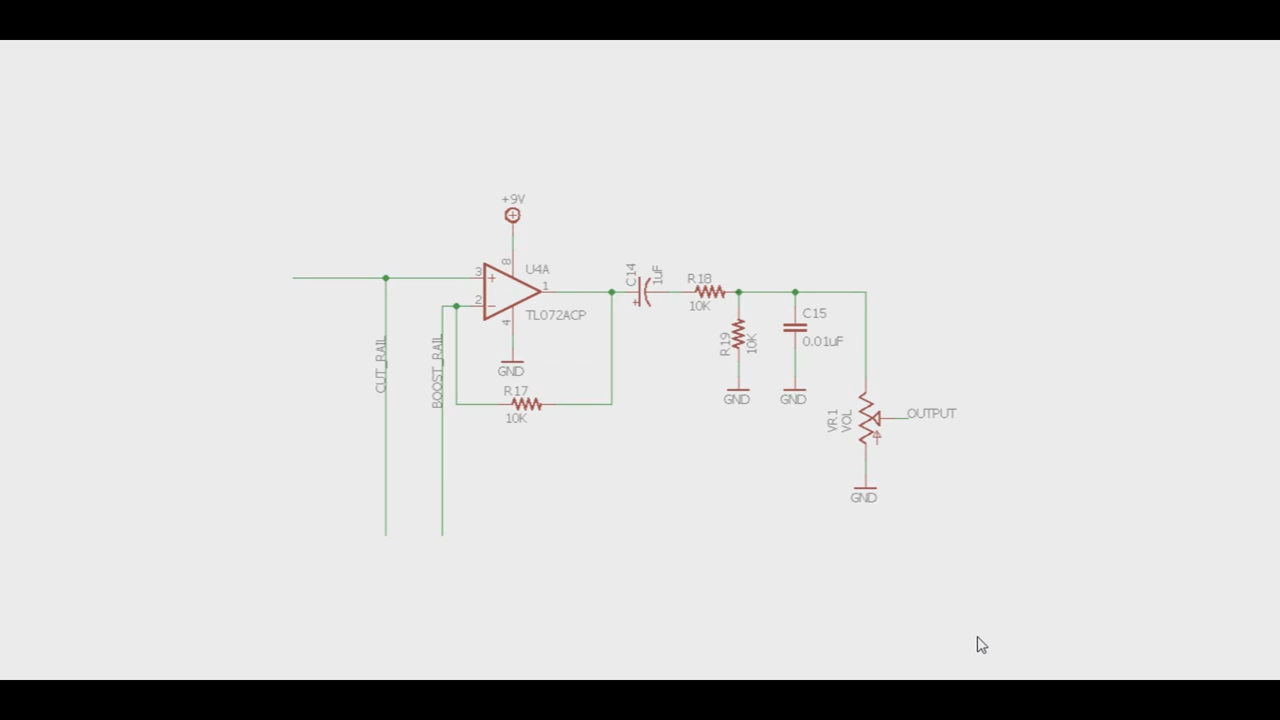 +9V
8
U4A
3
+
1
2
-
TL072ACP
4
GND
C14
1uF
+
R18
10K
R19
10K
GND
C15
0.01uF
GND
CUT_RAIL
BOOST_RAIL
R17
10K
VR1
VOL
OUTPUT
GND